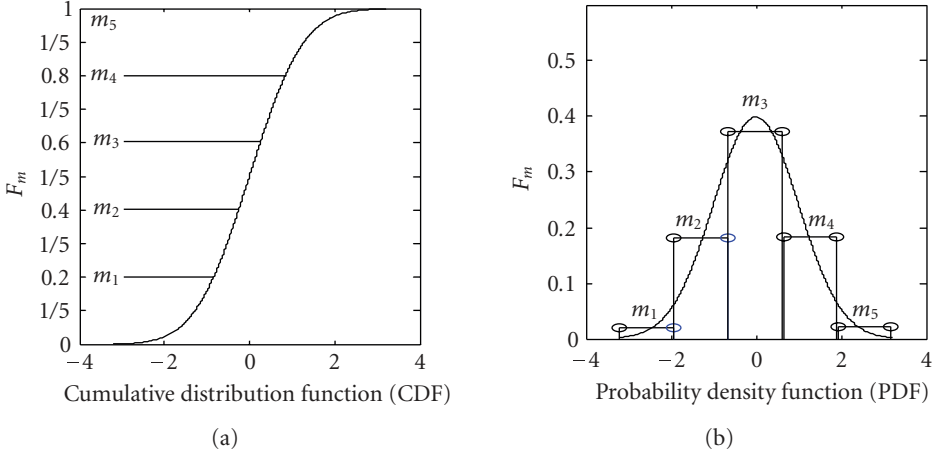 1
m5
1/5
0.8
m4
1/5
0.6
m3
1/5
0.4
m2
1/5
0.2
m1
1/5
0
Fm
−4
−2
0
2
4
Cumulative distribution function (CDF)
(a)
0.5
0.4
0.3
0.2
0.1
0
Fm
m1
m2
m3
m4
m5
−4
−2
0
2
4
Probability density function (PDF)
(b)